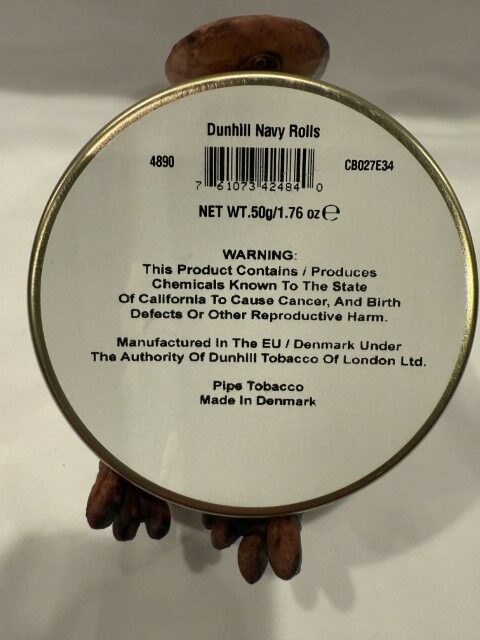 Dunhill Navy Rolls
4890
CB027E34
7 61073 42484 0
NET WT.50g/1.76 oz ℮
WARNING:
This Product Contains / Produces
Chemicals Known To The State
Of California To Cause Cancer, And Birth
Defects Or Other Reproductive Harm.
Manufactured In The EU / Denmark Under
The Authority Of Dunhill Tobacco Of London Ltd.
Pipe Tobacco
Made In Denmark